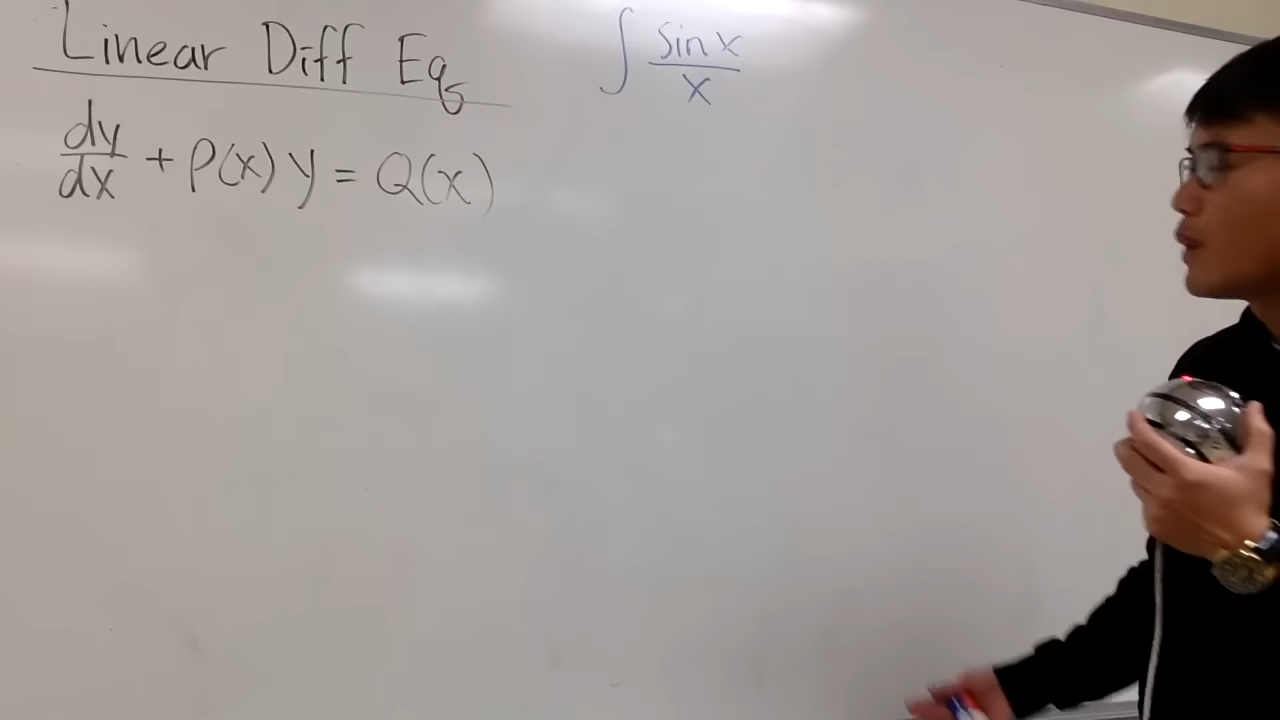 Linear Diff Eqs
dy/dx + P(x) y = Q(x)
∫ sin x / x